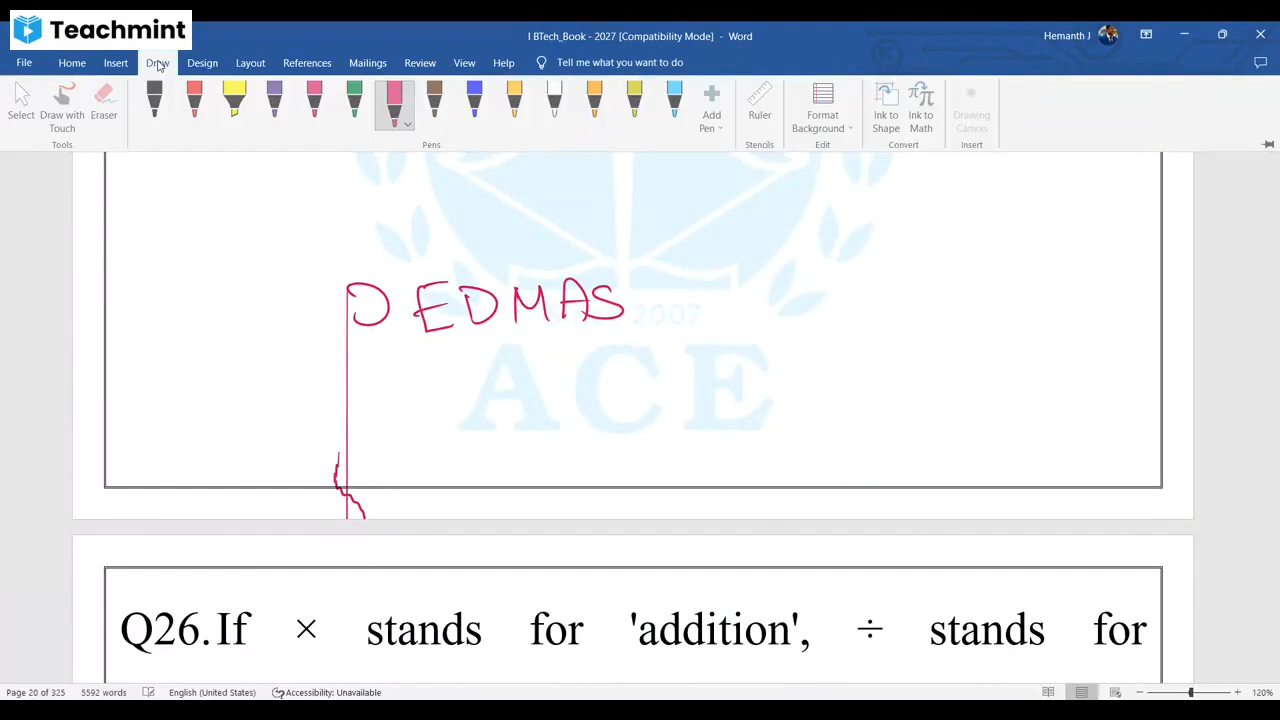 Teachmint
I BTech_Book - 2027 [Compatibility Mode] - Word
Hemanth J
File Home Insert Draw Design Layout References Mailings Review View Help Tell me what you want to do
Select
Draw with Touch
Eraser
Add Pen
Ruler
Format Background
Ink to Shape
Ink to Math
Drawing Canvas
Tools Pens Stencils Edit Convert Insert
EDMAS
2007
ACE
Q26. If × stands for 'addition', ÷ stands for
Page 20 of 325 5592 words English (United States) Accessibility: Unavailable 120%